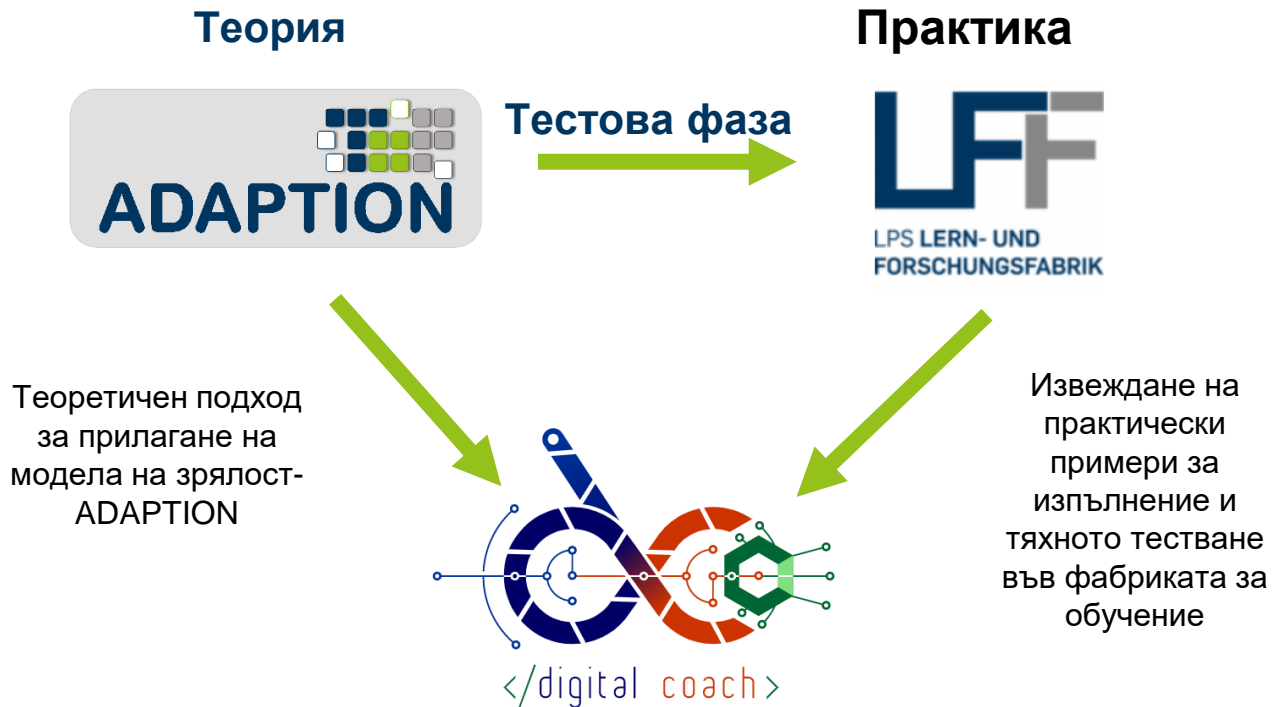 Теория
Практика
ADAPTION
Тестова фаза
LFF
LPS LERN- UND
FORSCHUNGSFABRIK
Теоретичен подход
за прилагане на
модела на зрялост-
ADAPTION
Извеждане на
практически
примери за
изпълнение и
тяхното тестване
във фабриката за
обучение
</digital coach>